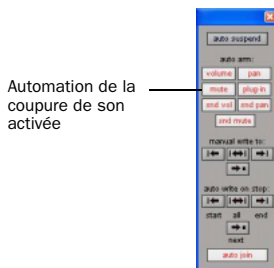 auto suspend
auto arm:
volume pan
Automation de la
coupure de son
activée
mute plug-in
snd vol snd pan
snd mute
manual write to:
auto write on stop:
start all end
next
auto join